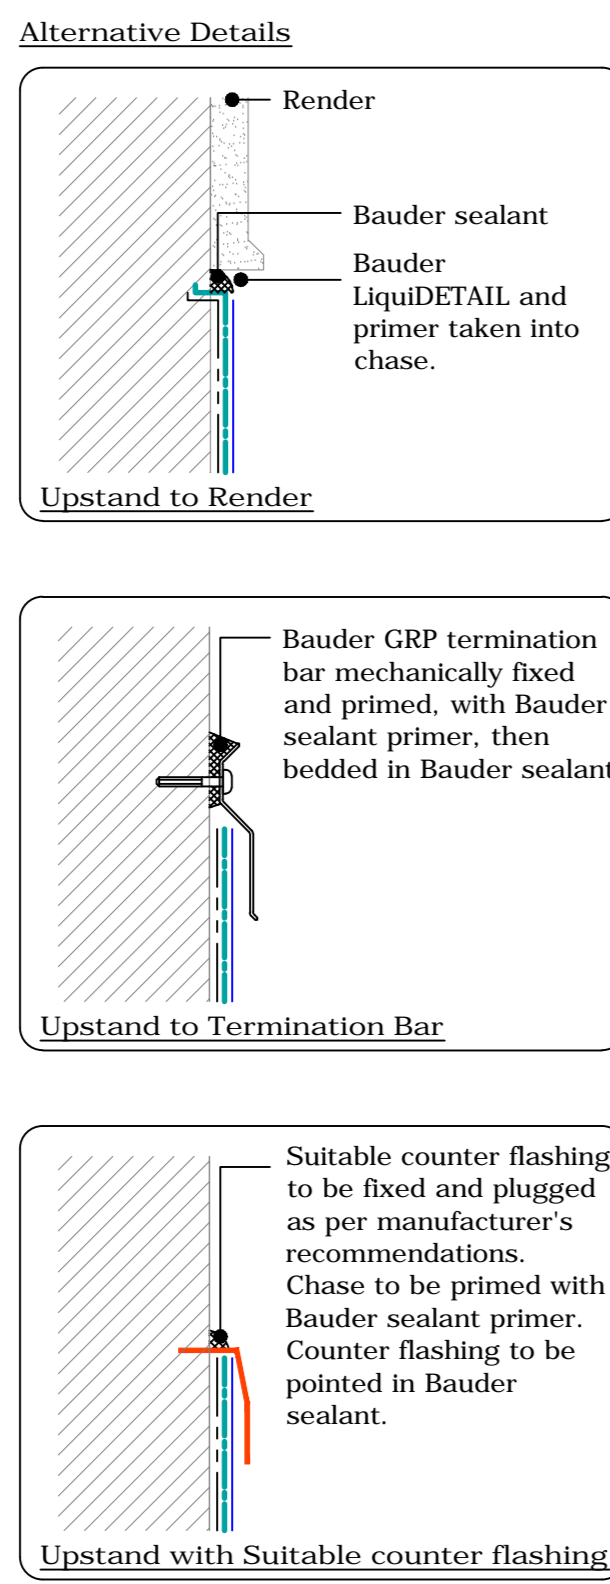 Alternative Details
Render
Bauder sealant
Bauder
LiquiDETAIL and
primer taken into
chase.
Upstand to Render
Bauder GRP termination
bar mechanically fixed
and primed, with Bauder
sealant primer, then
bedded in Bauder sealant
Upstand to Termination Bar
Suitable counter flashing
to be fixed and plugged
as per manufacturer's
recommendations.
Chase to be primed with
Bauder sealant primer.
Counter flashing to be
pointed in Bauder
sealant.
Upstand with Suitable counter flashing